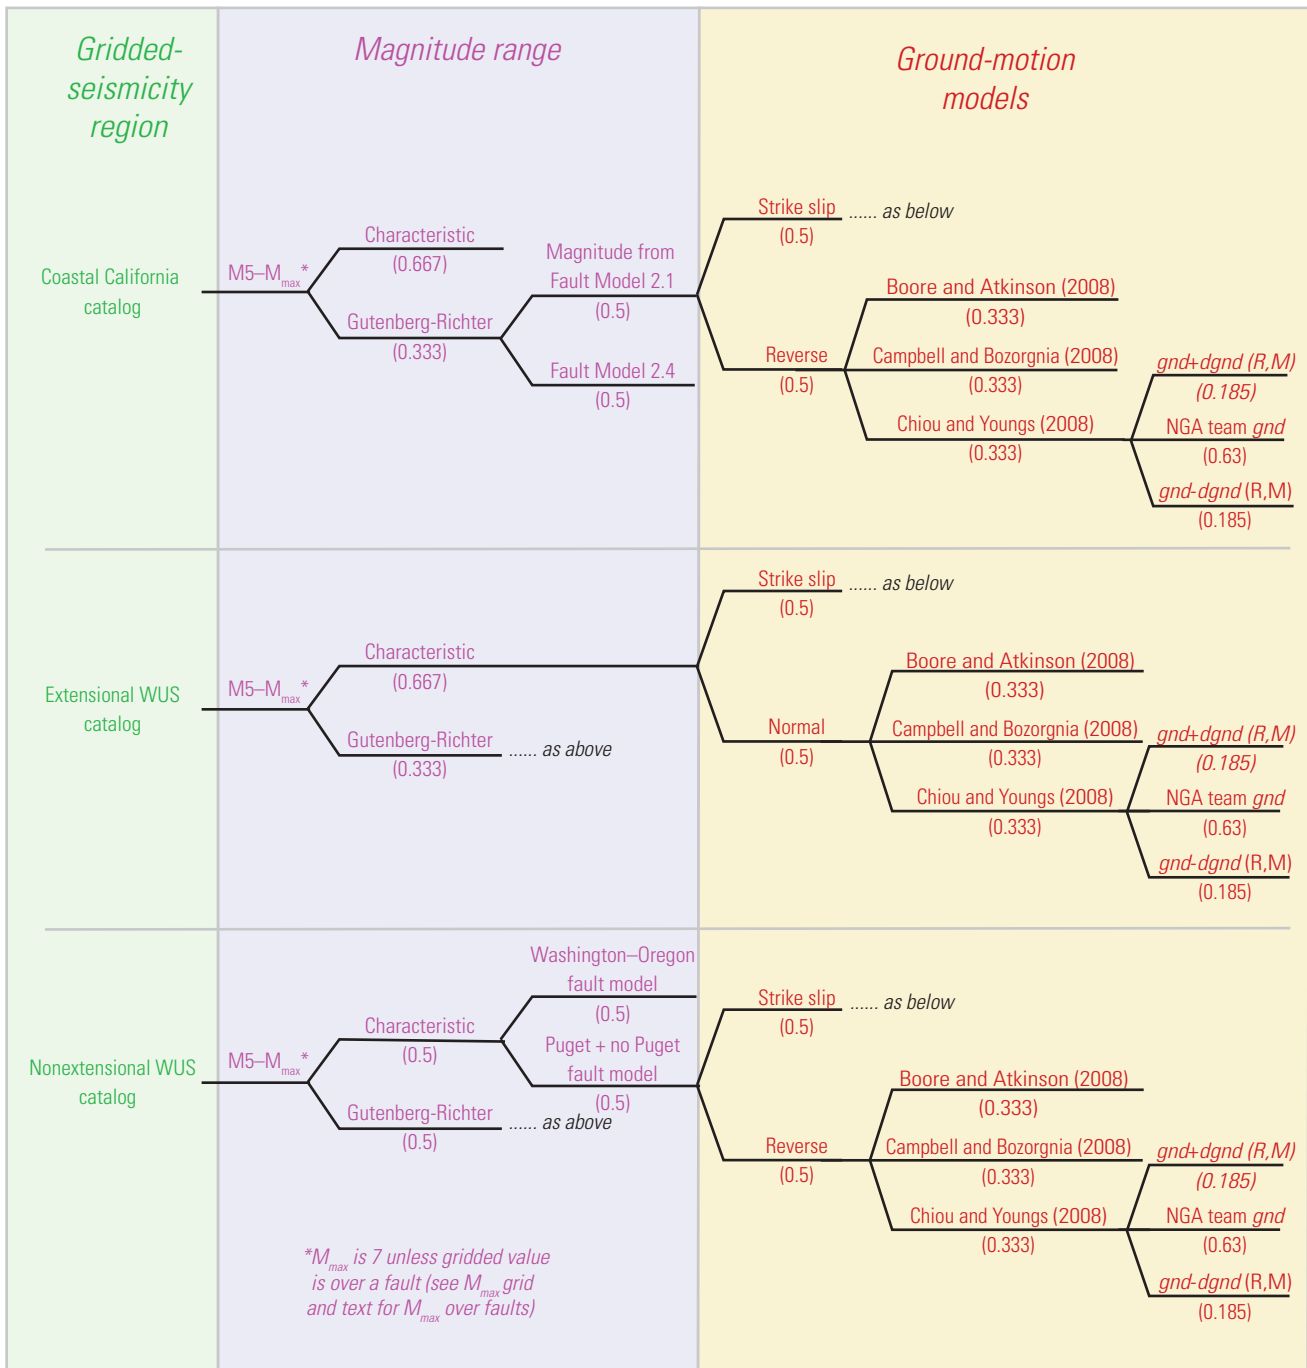 Gridded-
seismicity
region
Magnitude range
Ground-motion
models
Coastal California
catalog
M5–Mmax*
Characteristic
(0.667)
Gutenberg-Richter
(0.333)
Magnitude from
Fault Model 2.1
(0.5)
Fault Model 2.4
(0.5)
Strike slip ...... as below
(0.5)
Reverse
(0.5)
Boore and Atkinson (2008)
(0.333)
Campbell and Bozorgnia (2008)
(0.333)
Chiou and Youngs (2008)
(0.333)
gnd+dgnd (R,M)
(0.185)
NGA team gnd
(0.63)
gnd-dgnd (R,M)
(0.185)
Extensional WUS
catalog
M5–Mmax*
Characteristic
(0.667)
Gutenberg-Richter ...... as above
(0.333)
Strike slip ...... as below
(0.5)
Normal
(0.5)
Boore and Atkinson (2008)
(0.333)
Campbell and Bozorgnia (2008)
(0.333)
Chiou and Youngs (2008)
(0.333)
gnd+dgnd (R,M)
(0.185)
NGA team gnd
(0.63)
gnd-dgnd (R,M)
(0.185)
Nonextensional WUS
catalog
M5–Mmax*
Characteristic
(0.5)
Gutenberg-Richter ...... as above
(0.5)
Washington–Oregon
fault model
(0.5)
Puget + no Puget
fault model
(0.5)
Strike slip ...... as below
(0.5)
Reverse
(0.5)
Boore and Atkinson (2008)
(0.333)
Campbell and Bozorgnia (2008)
(0.333)
Chiou and Youngs (2008)
(0.333)
gnd+dgnd (R,M)
(0.185)
NGA team gnd
(0.63)
gnd-dgnd (R,M)
(0.185)
*Mmax is 7 unless gridded value
is over a fault (see Mmax grid
and text for Mmax over faults)